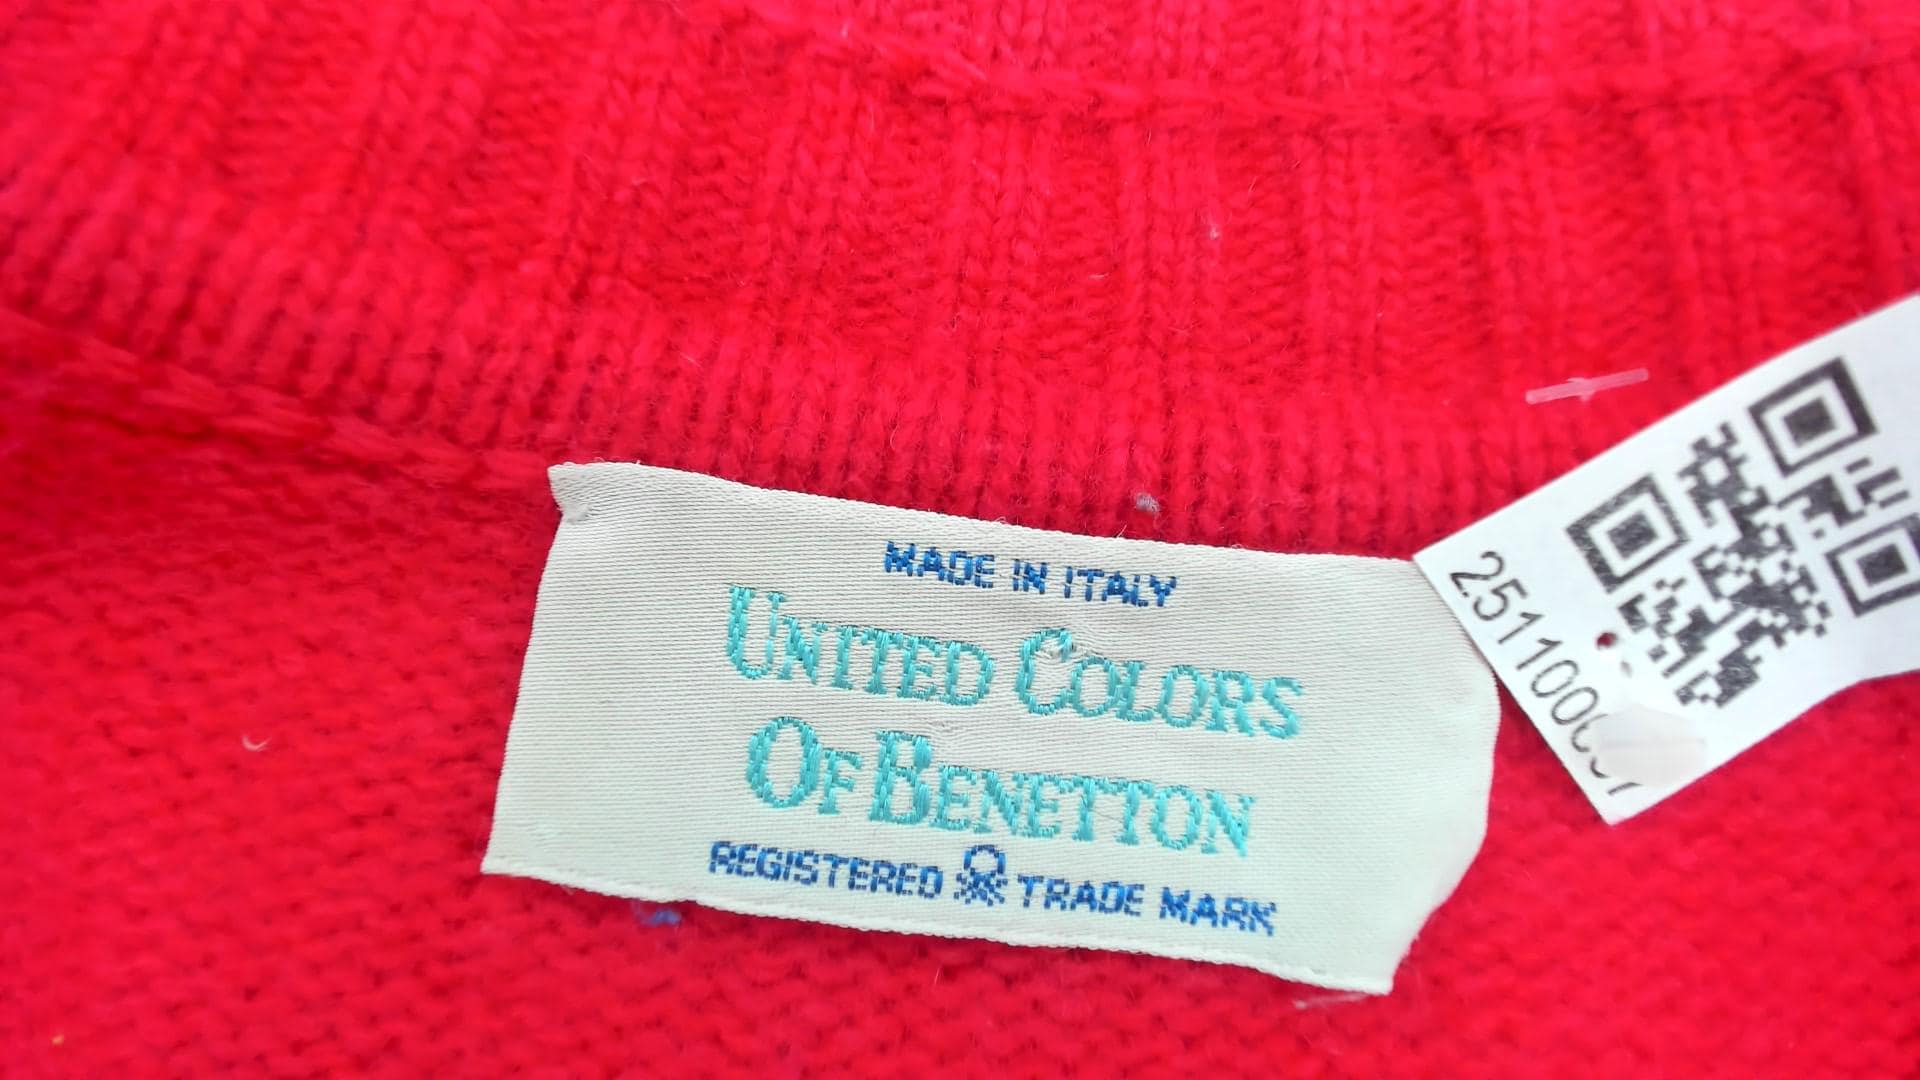 MADE IN ITALY
UNITED COLORS
OF BENETTON
REGISTERED TRADE MARK